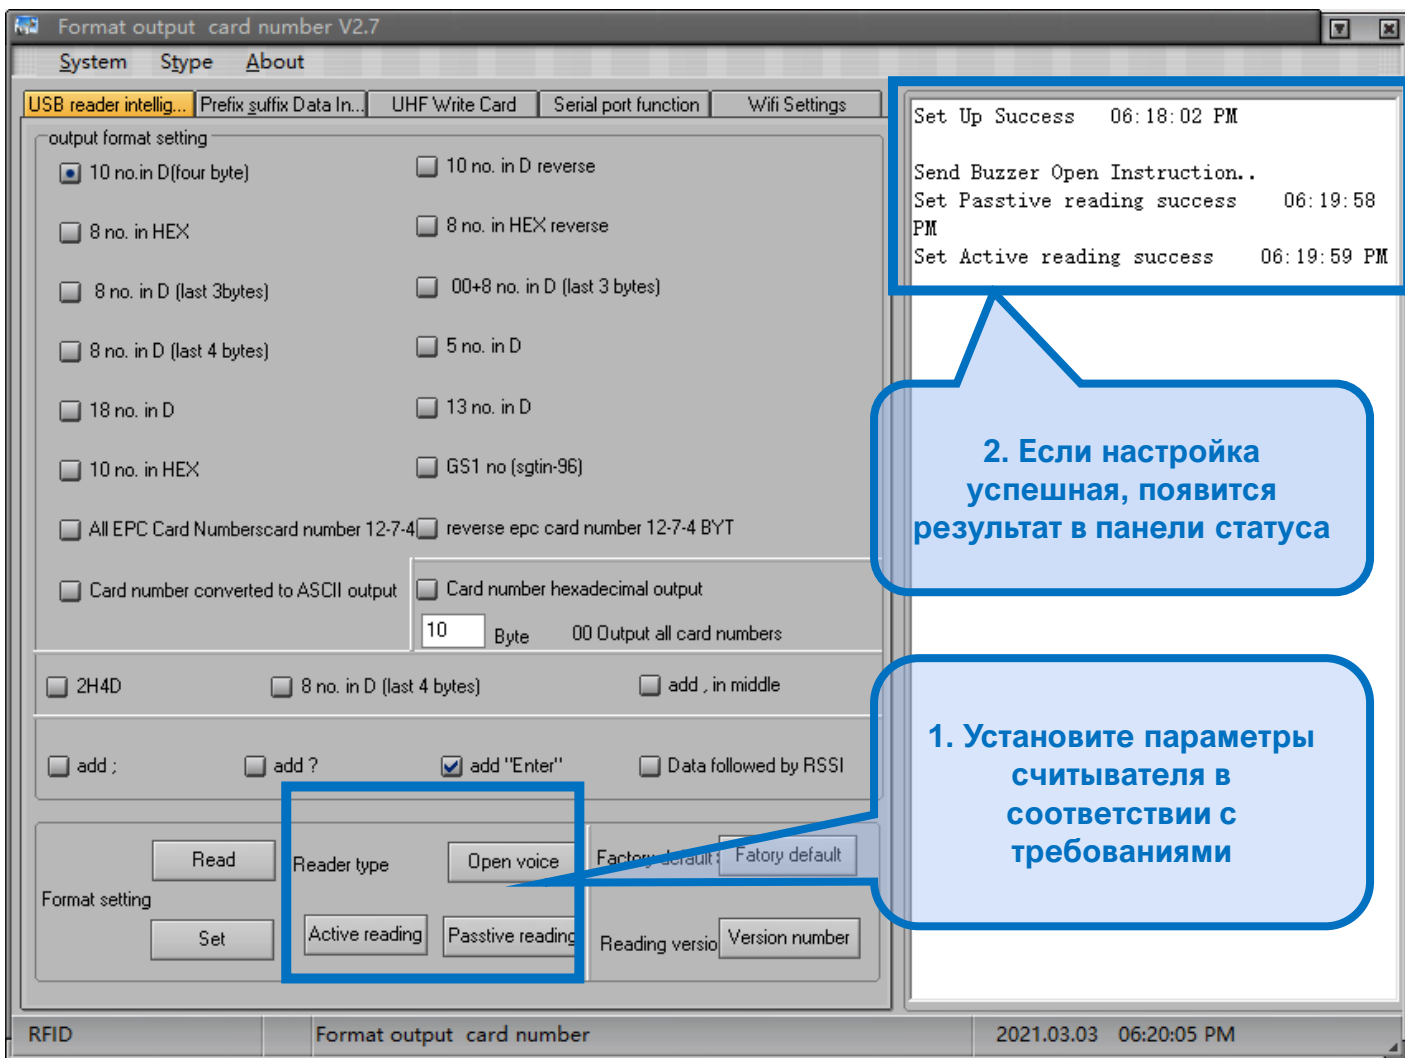 Format output card number V2.7
System Stype About
USB reader intellig... Prefix suffix Data In... UHF Write Card Serial port function Wifi Settings
output format setting
10 no.in D(four byte) 10 no. in D reverse
8 no. in HEX 8 no. in HEX reverse
8 no. in D (last 3bytes) 00+8 no. in D (last 3 bytes)
8 no. in D (last 4 bytes) 5 no. in D
18 no. in D 13 no. in D
10 no. in HEX GS1 no (sgtin-96)
All EPC Card Numberscard number 12-7-4 reverse epc card number 12-7-4 BYT
Card number converted to ASCII output Card number hexadecimal output
10 Byte 00 Output all card numbers
2H4D 8 no. in D (last 4 bytes) add , in middle
add ; add ? add "Enter" Data followed by RSSI
Read Reader type Open voice Factory default: Fatory default
Format setting
Set Active reading Passtive reading Reading versio Version number
Set Up Success 06:18:02 PM
Send Buzzer Open Instruction..
Set Passtive reading success 06:19:58
PM
Set Active reading success 06:19:59 PM
2. Если настройка
успешная, появится
результат в панели статуса
1. Установите параметры
считывателя в
соответствии с
требованиями
RFID Format output card number 2021.03.03 06:20:05 PM